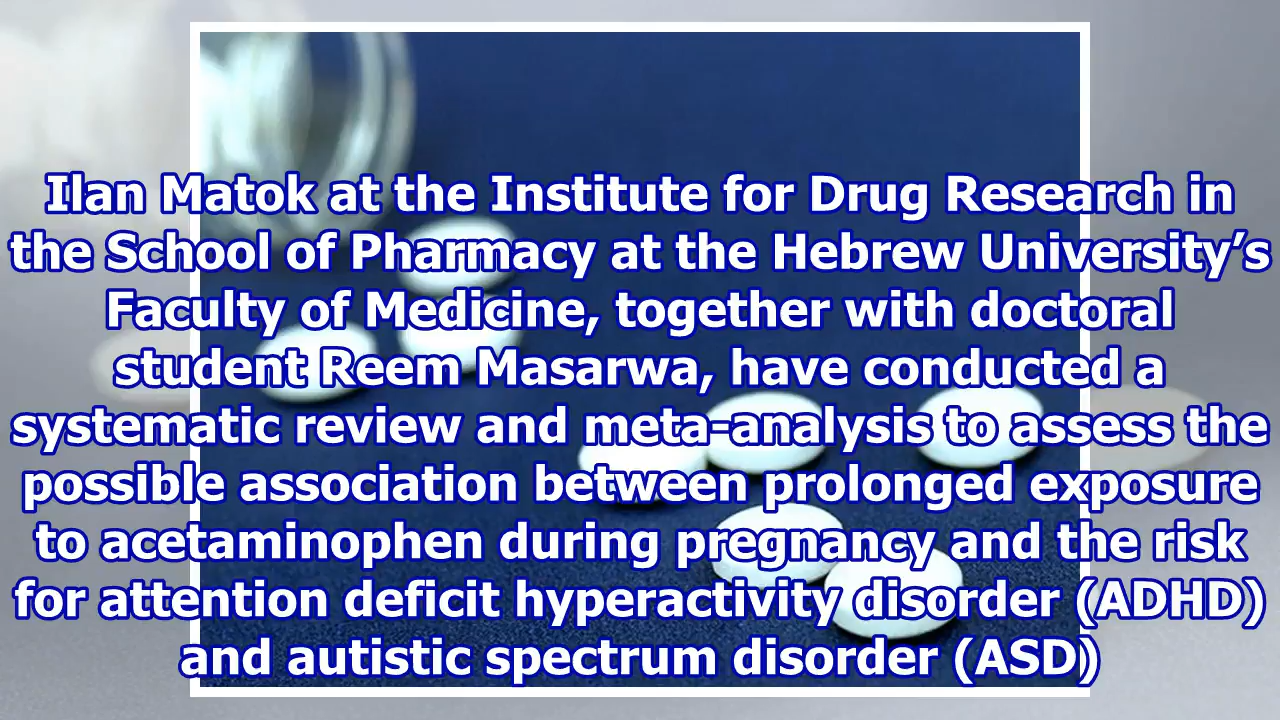 Ilan Matok at the Institute for Drug Research in
the School of Pharmacy at the Hebrew University’s
Faculty of Medicine, together with doctoral
student Reem Masarwa, have conducted a
systematic review and meta-analysis to assess the
possible association between prolonged exposure
to acetaminophen during pregnancy and the risk
for attention deficit hyperactivity disorder (ADHD)
and autistic spectrum disorder (ASD)